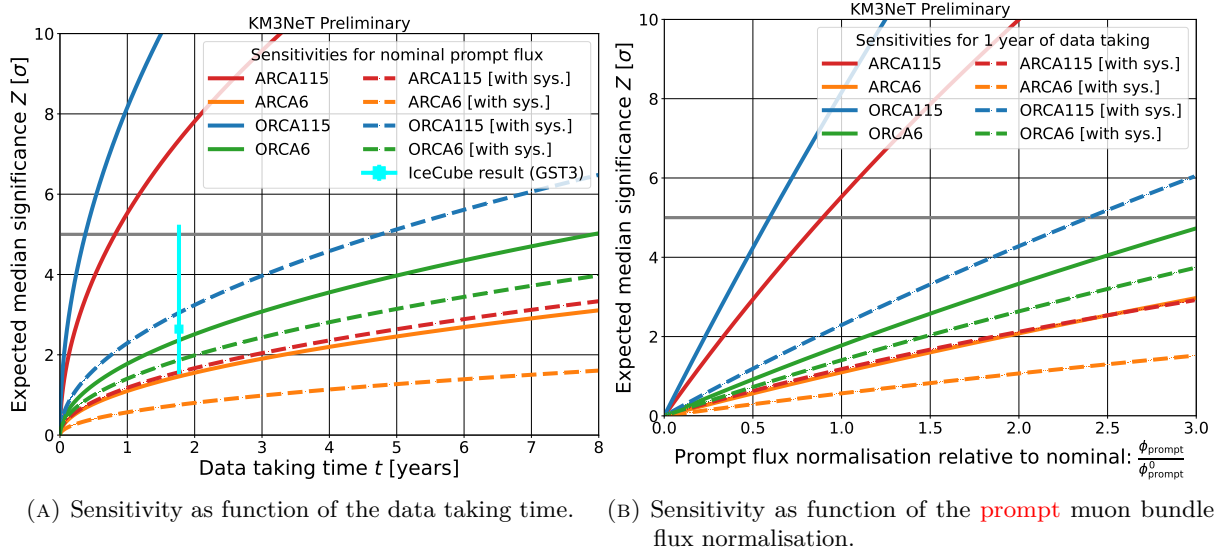 KM3NeT Preliminary
Expected median significance Z [σ]
10
8
6
4
2
0
Sensitivities for nominal prompt flux
ARCA115
ARCA6
ORCA115
ORCA6
ARCA115 [with sys.]
ARCA6 [with sys.]
ORCA115 [with sys.]
ORCA6 [with sys.]
IceCube result (GST3)
0 1 2 3 4 5 6 7 8
Data taking time t [years]
(A) Sensitivity as function of the data taking time.
KM3NeT Preliminary
Expected median significance Z [σ]
10
8
6
4
2
0
Sensitivities for 1 year of data taking
ARCA115
ARCA6
ORCA115
ORCA6
ARCA115 [with sys.]
ARCA6 [with sys.]
ORCA115 [with sys.]
ORCA6 [with sys.]
0.0 0.5 1.0 1.5 2.0 2.5 3.0
Prompt flux normalisation relative to nominal: ϕ_prompt / ϕ⁰_prompt
(B) Sensitivity as function of the prompt muon bundle
flux normalisation.